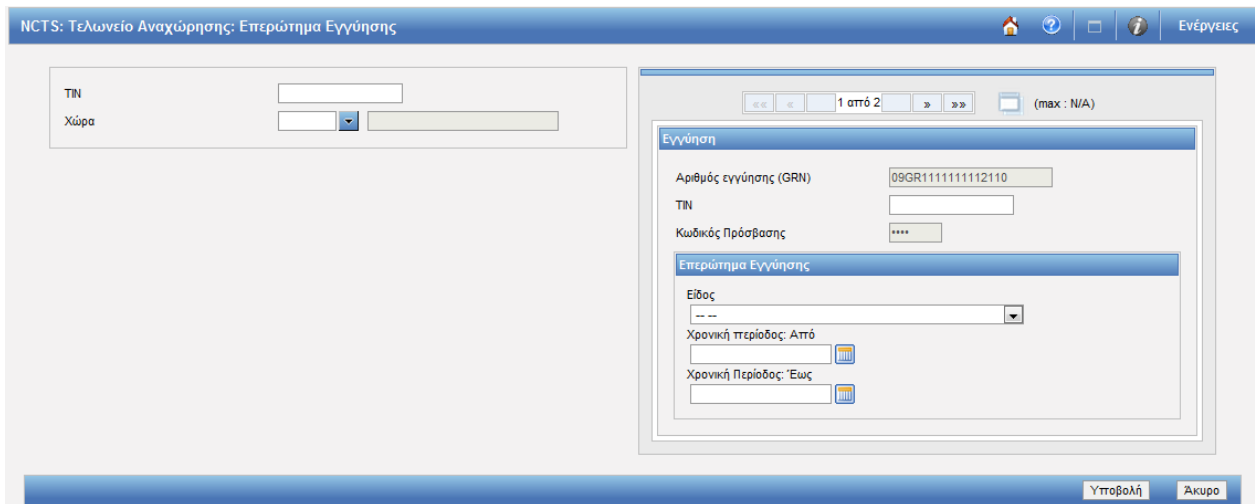 NCTS: Τελωνείο Αναχώρησης: Επερώτημα Εγγύησης
Ενέργειες
TIN
Χώρα
«« « 1 από 2 » »» (max : N/A)
Εγγύηση
Αριθμός εγγύησης (GRN) 09GR1111111112110
TIN
Κωδικός Πρόσβασης ••••
Επερώτημα Εγγύησης
Είδος
-- --
Χρονική περίοδος: Από
Χρονική Περίοδος: Έως
Υποβολή Άκυρο